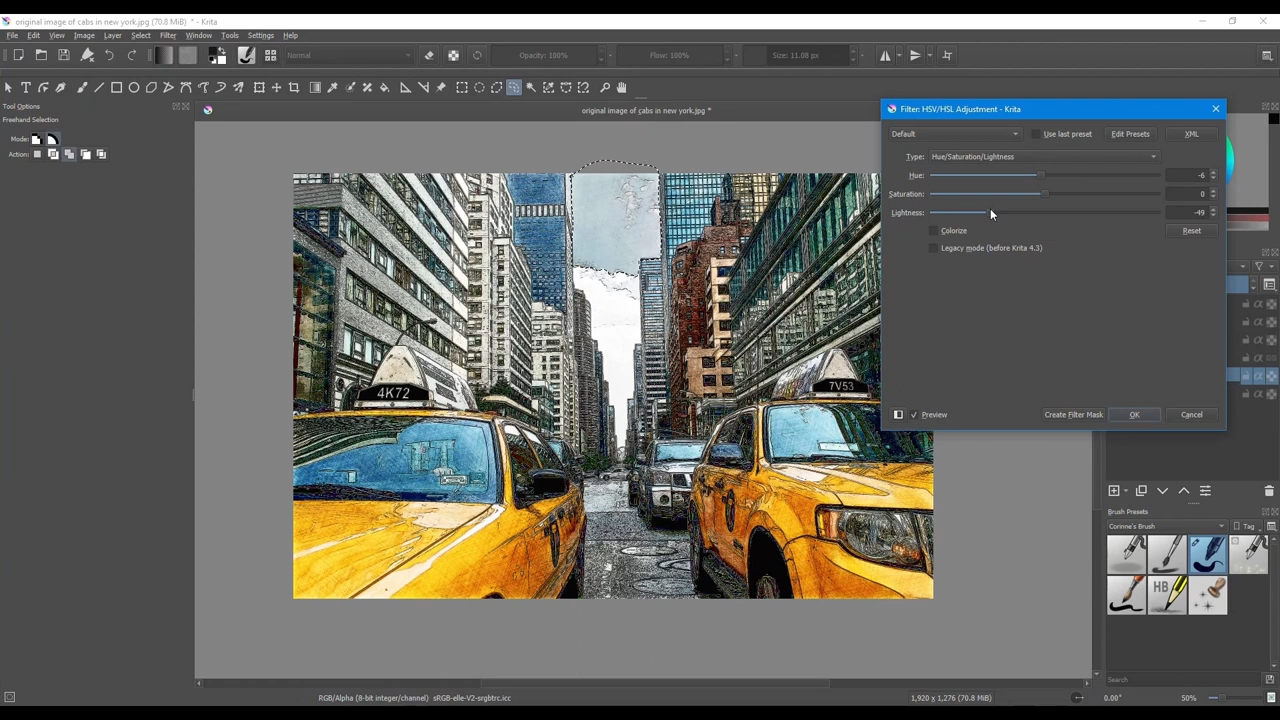 original image of cabs in new york.jpg (70.8 MiB) * - Krita
File Edit View Image Layer Select Filter Window Tools Settings Help
Normal Opacity: 100% Flow: 100% Size: 11.08 px
Tool Options
original image of cabs in new york.jpg *
Freehand Selection
Mode:
Action:
Filter: HSV/HSL Adjustment - Krita
Default Use last preset Edit Presets XML
Type: Hue/Saturation/Lightness
Hue: -6
Saturation: 0
Lightness: -49
Colorize Reset
Legacy mode (before Krita 4.3)
4K72
7V53
Preview Create Filter Mask OK Cancel
Brush Presets
Corinne's Brush Tag
HB
Search
RGB/Alpha (8-bit integer/channel) sRGB-elle-V2-srgbtrc.icc 1,920 x 1,276 (70.8 MiB) 0.00° 50%